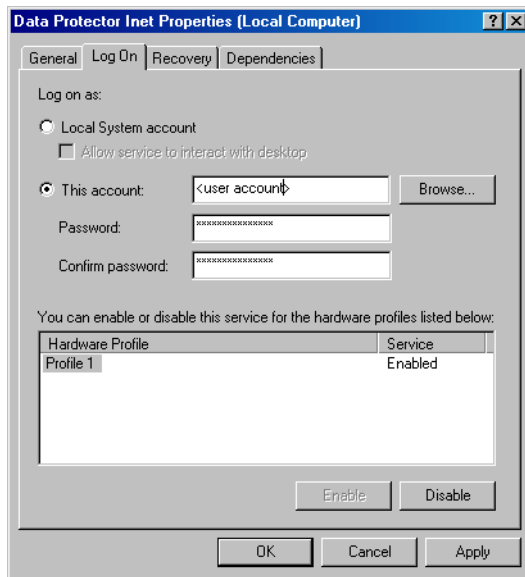 Data Protector Inet Properties (Local Computer)
General Log On Recovery Dependencies
Log on as:
Local System account
Allow service to interact with desktop
This account: <user account> Browse...
Password: xxxxxxxxxxxxxxx
Confirm password: xxxxxxxxxxxxxxx
You can enable or disable this service for the hardware profiles listed below:
Hardware Profile Service
Profile 1 Enabled
Enable Disable
OK Cancel Apply